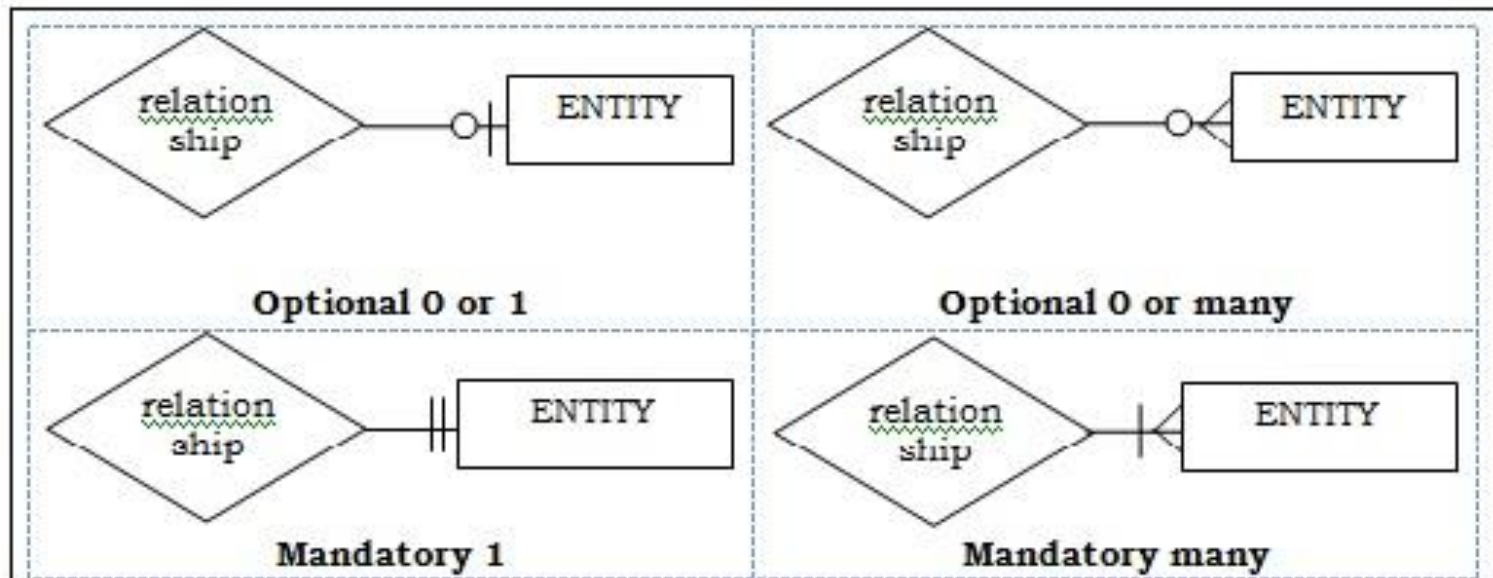 relation
ship
ENTITY
Optional 0 or 1
relation
ship
ENTITY
Optional 0 or many
relation
ship
ENTITY
Mandatory 1
relation
ship
ENTITY
Mandatory many